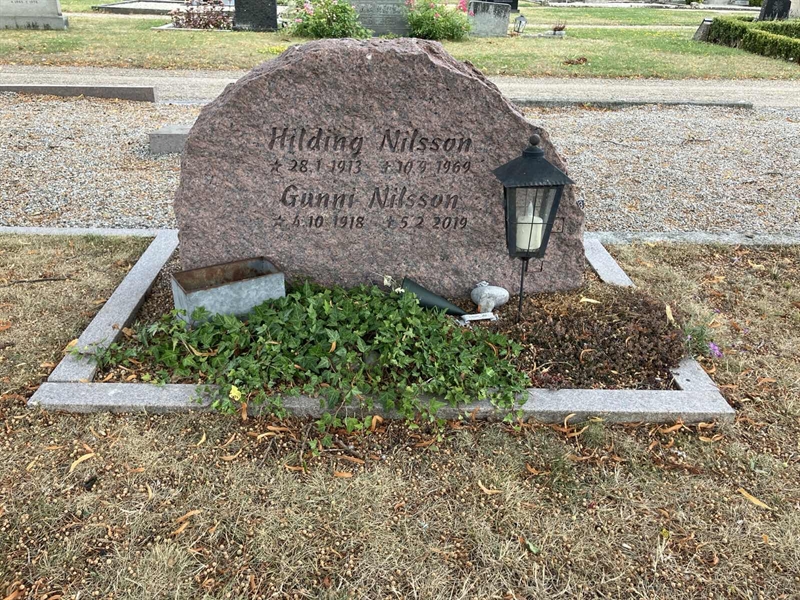 Hilding Nilsson
★ 28.1 1913 ✝ 10.9 1969
Gunni Nilsson
★ 4.10 1918 ✝ 5.2 2019